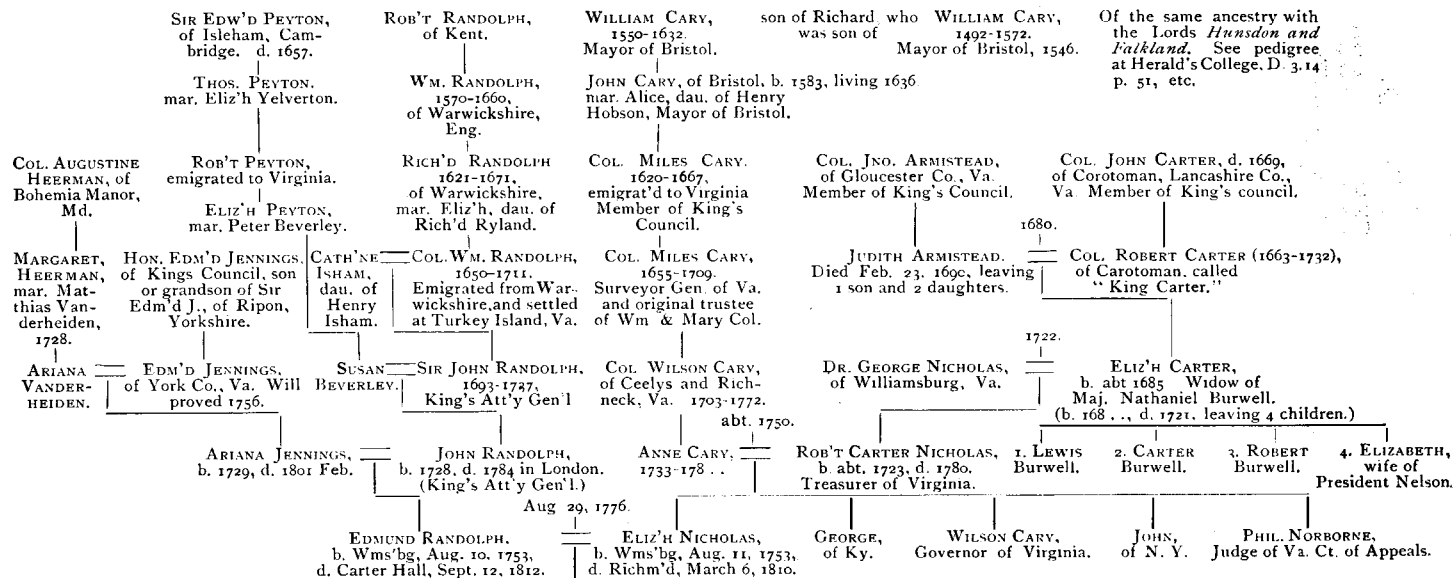 SIR EDW'D PEYTON,
of Isleham, Cam-
bridge. d. 1657.
ROB'T RANDOLPH,
of Kent.
WILLIAM CARY,
1550-1632.
Mayor of Bristol.
son of Richard who
was son of
WILLIAM CARY,
1492-1572.
Mayor of Bristol, 1546.
Of the same ancestry with
the Lords Hunsdon and
Falkland. See pedigree
at Herald's College, D. 3.14
p. 51, etc.
THOS. PEYTON.
mar. Eliz'h Yelverton.
WM. RANDOLPH,
1570-1660,
of Warwickshire,
Eng.
JOHN CARY, of Bristol, b. 1583, living 1636
mar. Alice, dau. of Henry
Hobson, Mayor of Bristol.
COL. AUGUSTINE
HEERMAN, of
Bohemia Manor,
Md.
ROB'T PEYTON,
emigrated to Virginia.
RICH'D RANDOLPH
1621-1671,
of Warwickshire,
mar. Eliz'h, dau. of
Rich'd Ryland.
COL. MILES CARY.
1620-1667,
emigrat'd to Virginia
Member of King's
Council.
COL. JNO. ARMISTEAD,
of Gloucester Co., Va.
Member of King's Council.
COL. JOHN CARTER, d. 1669,
of Corotoman, Lancashire Co.,
Va. Member of King's council.
ELIZ'H PEYTON,
mar. Peter Beverley.
1680.
MARGARET,
HEERMAN,
mar. Mat-
thias Van-
derheiden,
1728.
HON. EDM'D JENNINGS,
of Kings Council, son
or grandson of Sir
Edm'd J., of Ripon,
Yorkshire.
CATH'NE
ISHAM,
dau. of
Henry
Isham.
COL. WM. RANDOLPH,
1650-1711.
Emigrated from War-
wickshire, and settled
at Turkey Island, Va.
COL. MILES CARY,
1655-1709.
Surveyor Gen. of Va.
and original trustee
of Wm & Mary Col.
JUDITH ARMISTEAD.
Died Feb. 23, 1690, leaving
1 son and 2 daughters.
COL. ROBERT CARTER (1663-1732),
of Carotoman, called
"King Carter."
1722.
ARIANA
VANDER-
HEIDEN.
EDM'D JENNINGS,
of York Co., Va. Will
proved 1756.
SUSAN
BEVERLEY.
SIR JOHN RANDOLPH,
1693-1737,
King's Att'y Gen'l
COL WILSON CARY,
of Ceelys and Rich-
neck, Va. 1703-1772.
DR. GEORGE NICHOLAS,
of Williamsburg, Va.
ELIZ'H CARTER,
b. abt 1685 Widow of
Maj. Nathaniel Burwell.
(b. 168 . ., d. 1721, leaving 4 children.)
abt. 1750.
ARIANA JENNINGS,
b. 1729, d. 1801 Feb.
JOHN RANDOLPH,
b. 1728, d. 1784 in London.
(King's Att'y Gen'l.)
ANNE CARY,
1733-178 . .
ROB'T CARTER NICHOLAS,
b. abt. 1723, d. 1780.
Treasurer of Virginia.
1. LEWIS
Burwell.
2. CARTER
Burwell.
3. ROBERT
Burwell.
4. ELIZABETH,
wife of
President Nelson.
Aug 29, 1776.
EDMUND RANDOLPH.
b. Wms'bg, Aug. 10, 1753,
d. Carter Hall, Sept. 12, 1812.
ELIZ'H NICHOLAS,
b. Wms'bg, Aug. 11, 1753,
d. Richm'd, March 6, 1810.
GEORGE,
of Ky.
WILSON CARY,
Governor of Virginia.
JOHN,
of N. Y.
PHIL. NORBORNE,
Judge of Va. Ct. of Appeals.